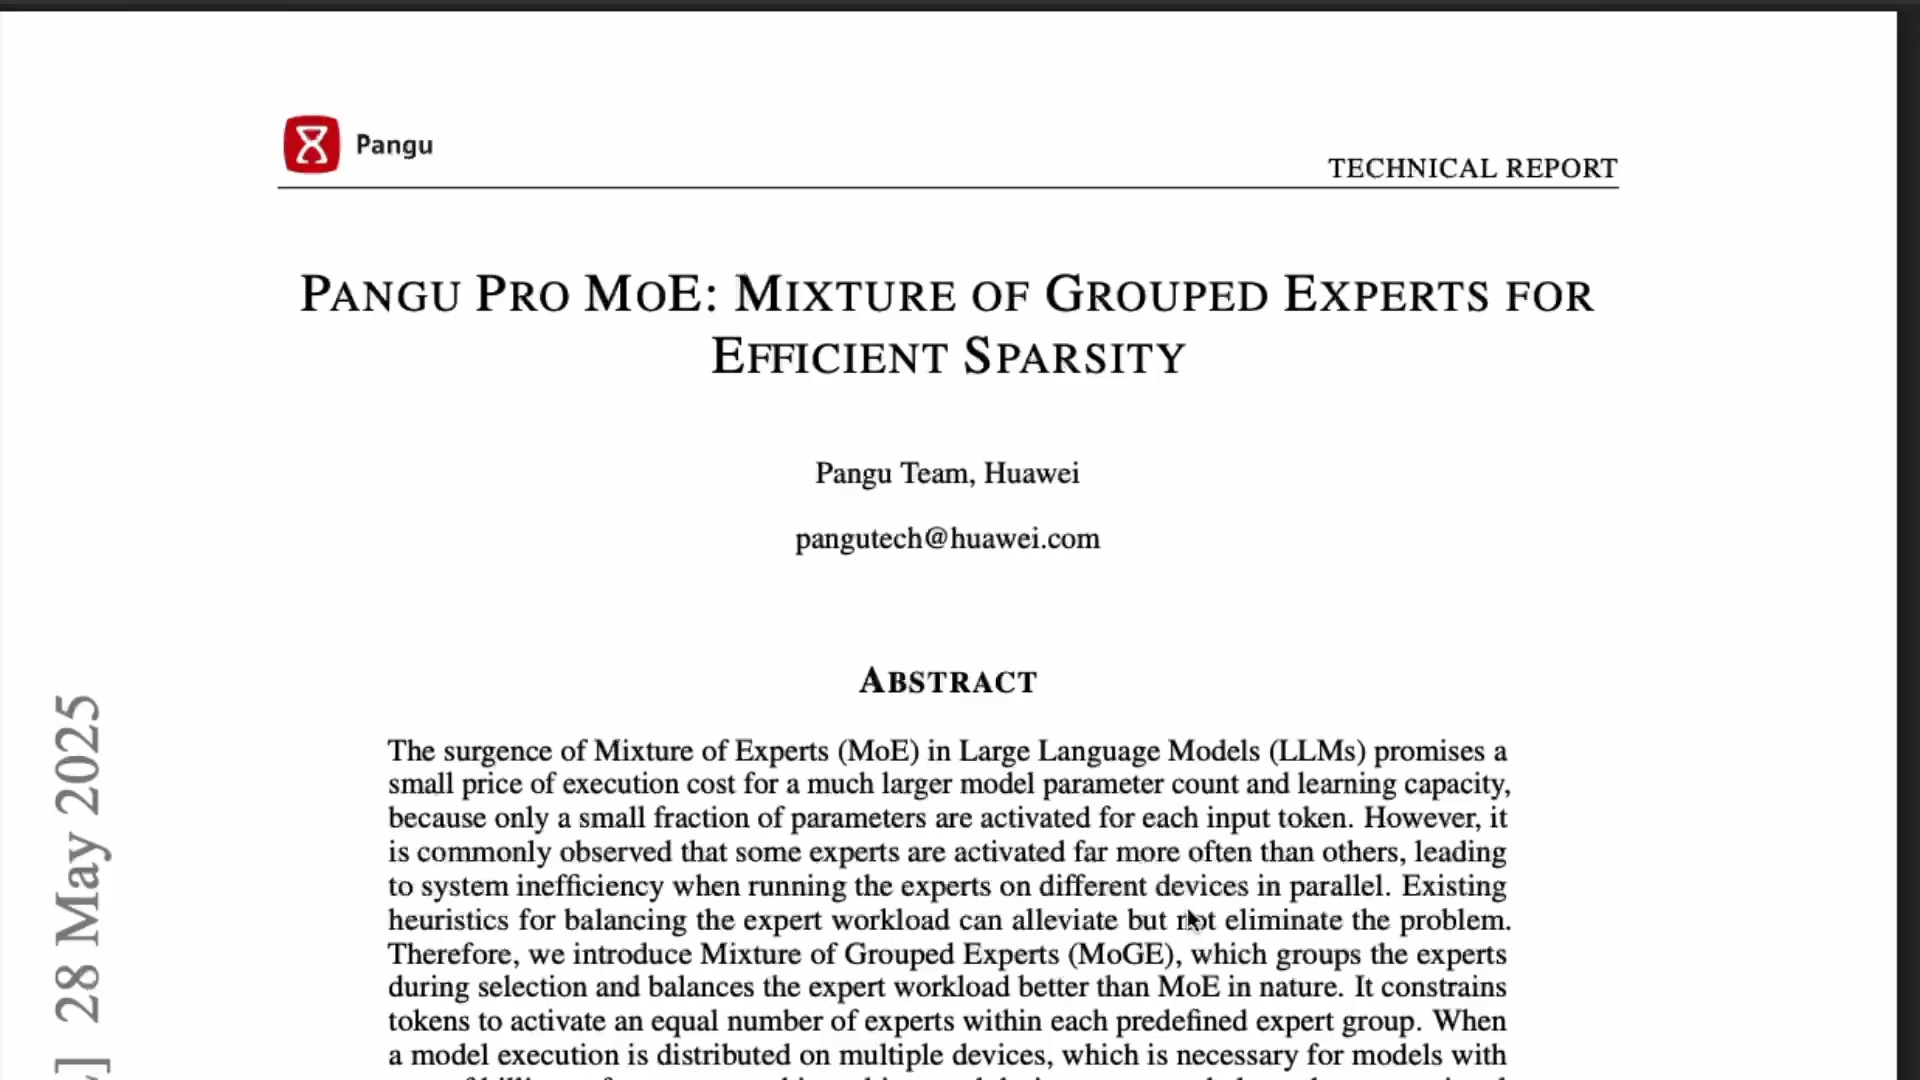 Pangu
TECHNICAL REPORT
PANGU PRO MOE: MIXTURE OF GROUPED EXPERTS FOR
EFFICIENT SPARSITY
Pangu Team, Huawei
pangutech@huawei.com
ABSTRACT
The surgence of Mixture of Experts (MoE) in Large Language Models (LLMs) promises a
small price of execution cost for a much larger model parameter count and learning capacity,
because only a small fraction of parameters are activated for each input token. However, it
is commonly observed that some experts are activated far more often than others, leading
to system inefficiency when running the experts on different devices in parallel. Existing
heuristics for balancing the expert workload can alleviate but not eliminate the problem.
Therefore, we introduce Mixture of Grouped Experts (MoGE), which groups the experts
during selection and balances the expert workload better than MoE in nature. It constrains
tokens to activate an equal number of experts within each predefined expert group. When
a model execution is distributed on multiple devices, which is necessary for models with
] 28 May 2025